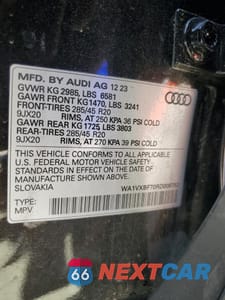 MFD. BY AUDI AG 12 23
GVWR KG 2985, LBS 6581
GAWR FRONT KG1470, LBS 3241
FRONT-TIRES 285/45 R20
9JX20 RIMS, AT 250 KPA 36 PSI COLD
GAWR REAR KG 1725 LBS 3803
REAR-TIRES 285/45 R20
9JX20 RIMS, AT 270 KPA 39 PSI COLD
THIS VEHICLE CONFORMS TO ALL APPLICABLE
U.S. FEDERAL MOTOR VEHICLE
SAFETY STANDARDS IN EFFECT
ON THE DATE OF MANUFACTURE SHOWN ABOVE.
SLOVAKIA
TYPE:
MPV
66 NEXTCAR